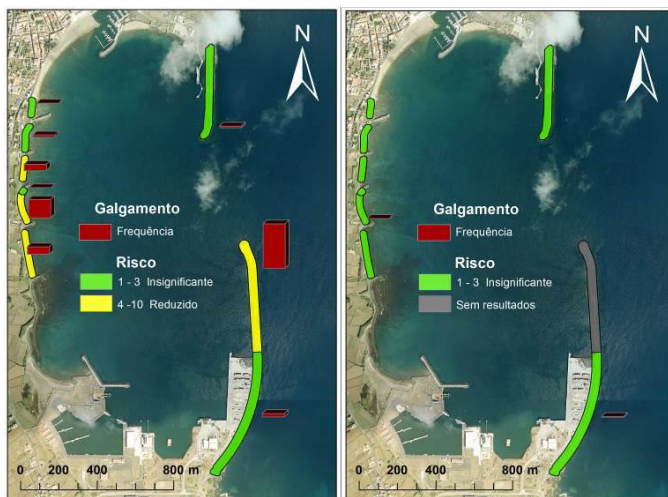 N
Galgamento
Frequência
Risco
1 - 3 Insignificante
4 -10 Reduzido
0 200 400 800 m
N
Galgamento
Frequência
Risco
1 - 3 Insignificante
Sem resultados
0 200 400 800 m